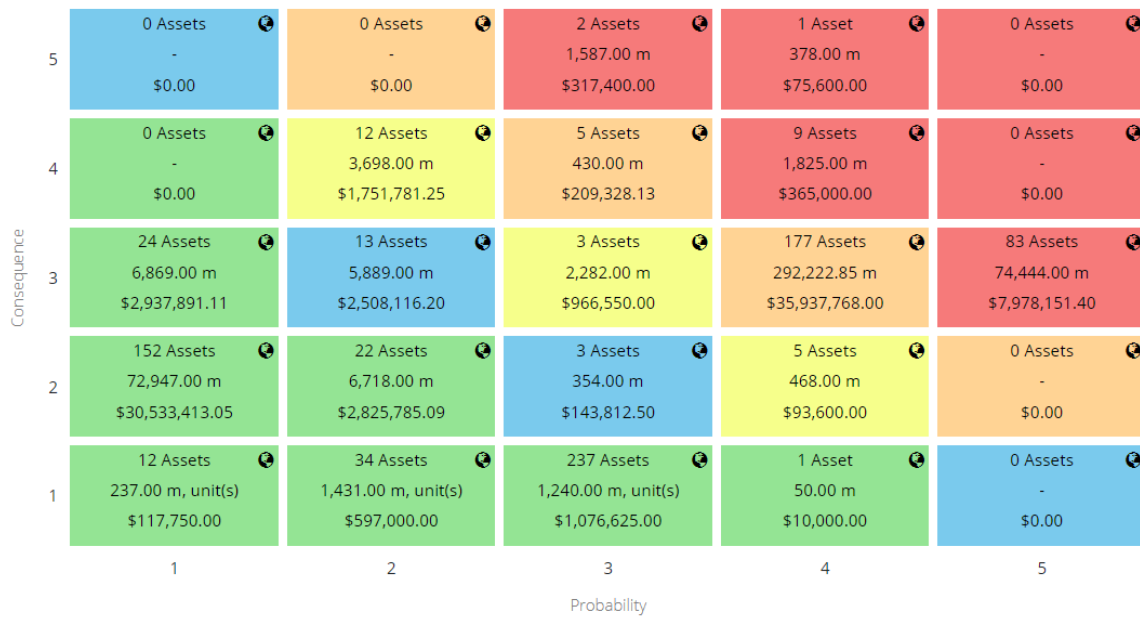 Consequence
5
0 Assets
-
$0.00
0 Assets
-
$0.00
2 Assets
1,587.00 m
$317,400.00
1 Asset
378.00 m
$75,600.00
0 Assets
-
$0.00
4
0 Assets
-
$0.00
12 Assets
3,698.00 m
$1,751,781.25
5 Assets
430.00 m
$209,328.13
9 Assets
1,825.00 m
$365,000.00
0 Assets
-
$0.00
3
24 Assets
6,869.00 m
$2,937,891.11
13 Assets
5,889.00 m
$2,508,116.20
3 Assets
2,282.00 m
$966,550.00
177 Assets
292,222.85 m
$35,937,768.00
83 Assets
74,444.00 m
$7,978,151.40
2
152 Assets
72,947.00 m
$30,533,413.05
22 Assets
6,718.00 m
$2,825,785.09
3 Assets
354.00 m
$143,812.50
5 Assets
468.00 m
$93,600.00
0 Assets
-
$0.00
1
12 Assets
237.00 m, unit(s)
$117,750.00
34 Assets
1,431.00 m, unit(s)
$597,000.00
237 Assets
1,240.00 m, unit(s)
$1,076,625.00
1 Asset
50.00 m
$10,000.00
0 Assets
-
$0.00
1
2
3
4
5
Probability